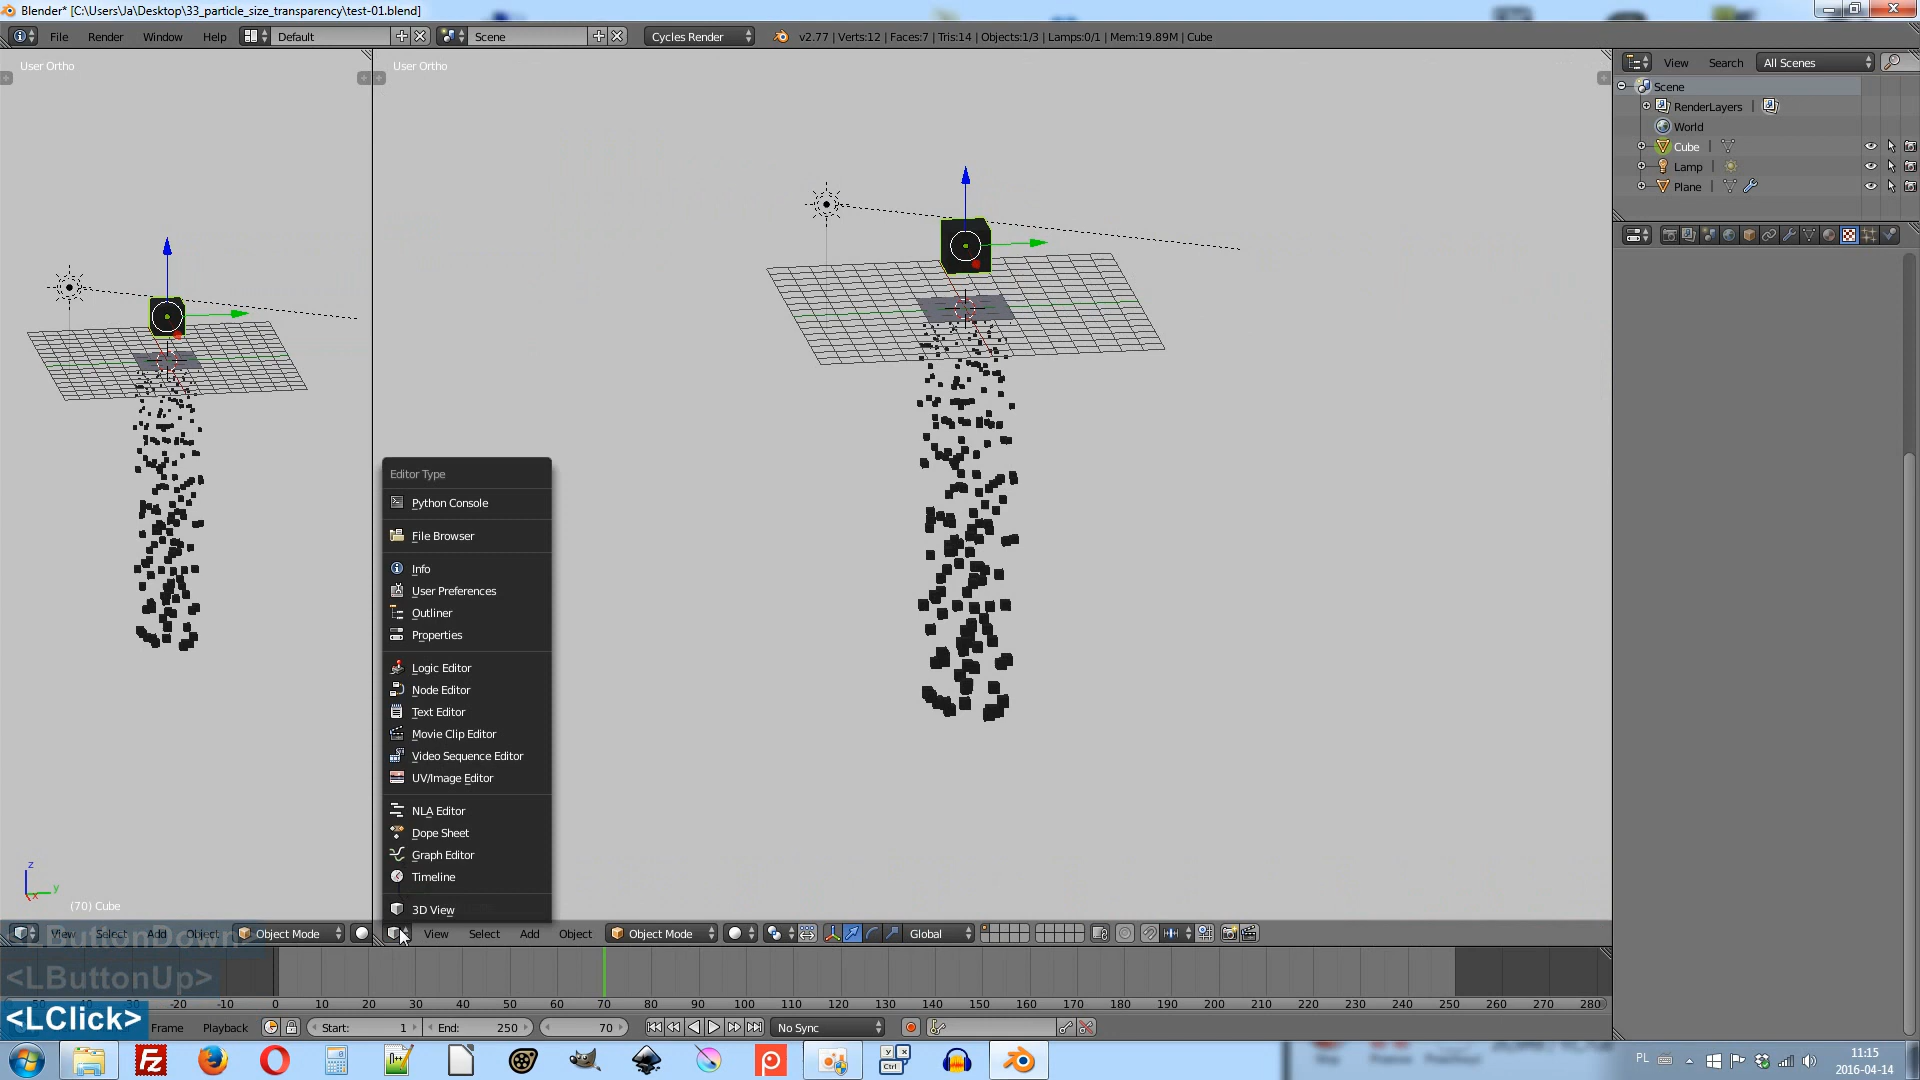 Blender* [C:\Users\Ja\Desktop\33_particle_size_transparency\test-01.blend]
File Render Window Help Default Scene Cycles Render v2.77 | Verts:12 | Faces:7 | Tris:14 | Objects:1/3 | Lamps:0/1 | Mem:19.89M | Cube
User Ortho
User Ortho
View Search All Scenes
Scene
RenderLayers
World
Cube
Lamp
Plane
Editor Type
Python Console
File Browser
Info
User Preferences
Outliner
Properties
Logic Editor
Node Editor
Text Editor
Movie Clip Editor
Video Sequence Editor
UV/Image Editor
NLA Editor
Dope Sheet
Graph Editor
Timeline
3D View
z
y
x
(70) Cube
View Select Add Object Object Mode
View Select Add Object Object Mode Global
<LButtonDown>
<LButtonUp>
<LClick>
-20 -10 0 10 20 30 40 50 60 70 80 90 100 110 120 130 140 150 160 170 180 190 200 210 220 230 240 250 260 270 280
Frame Playback Start: 1 End: 250 70 No Sync
Ctrl
PL
11:15
2016-04-14